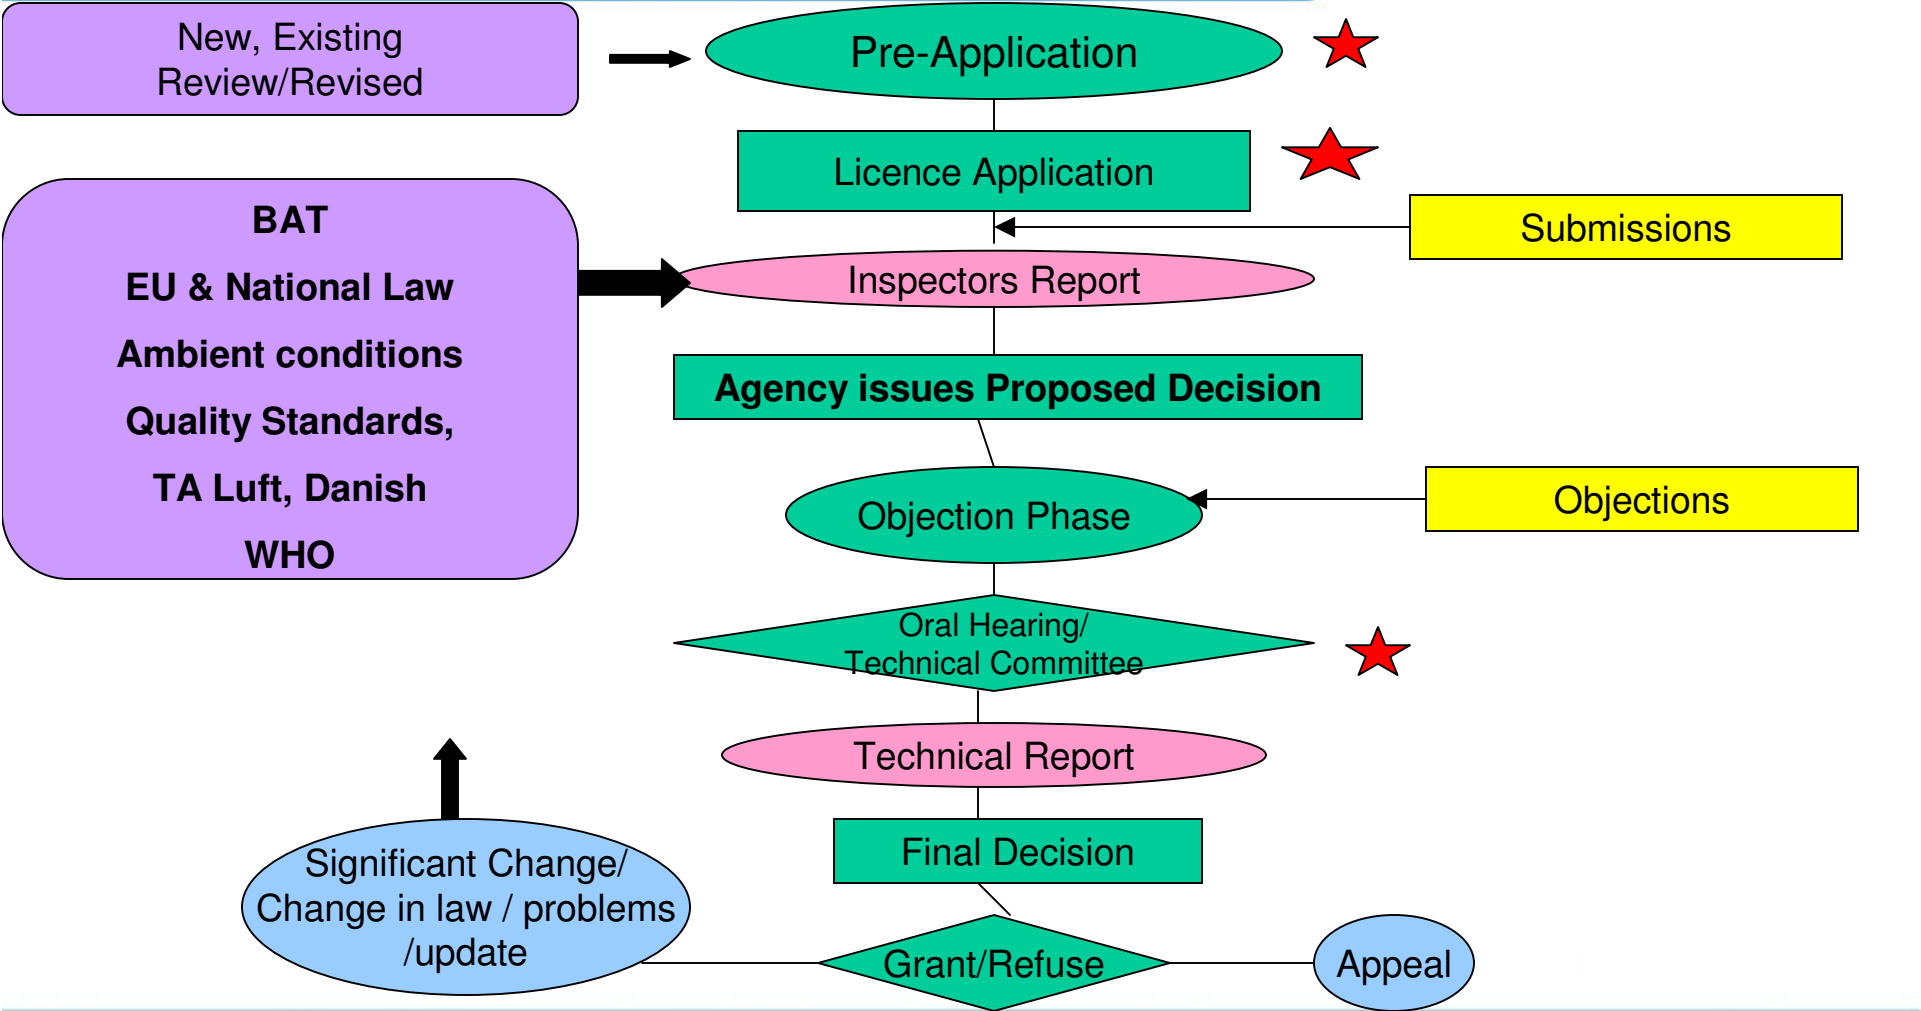 New, Existing
Review/Revised
Pre-Application
Licence Application
Submissions
BAT
EU & National Law
Ambient conditions
Quality Standards,
TA Luft, Danish
WHO
Inspectors Report
Agency issues Proposed Decision
Objection Phase
Objections
Oral Hearing/
Technical Committee
Technical Report
Final Decision
Significant Change/
Change in law / problems
/update
Grant/Refuse
Appeal